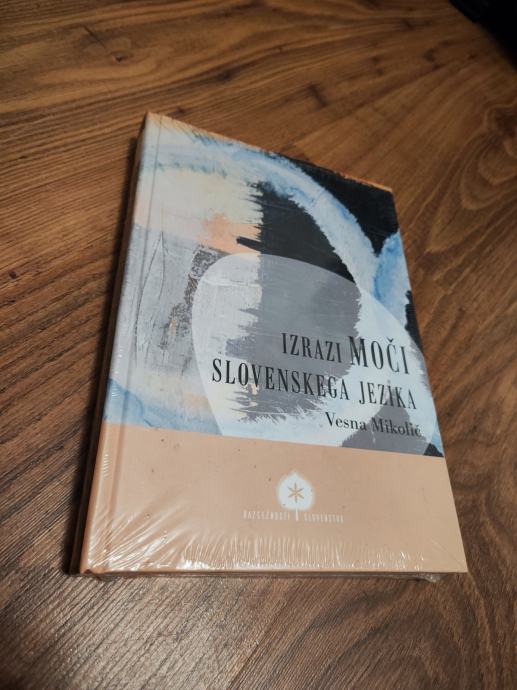 IZRAZI MOČI
SLOVENSKEGA JEZIKA
Vesna Mikolič
RAZSEŽNOSTI SLOVENSTVA